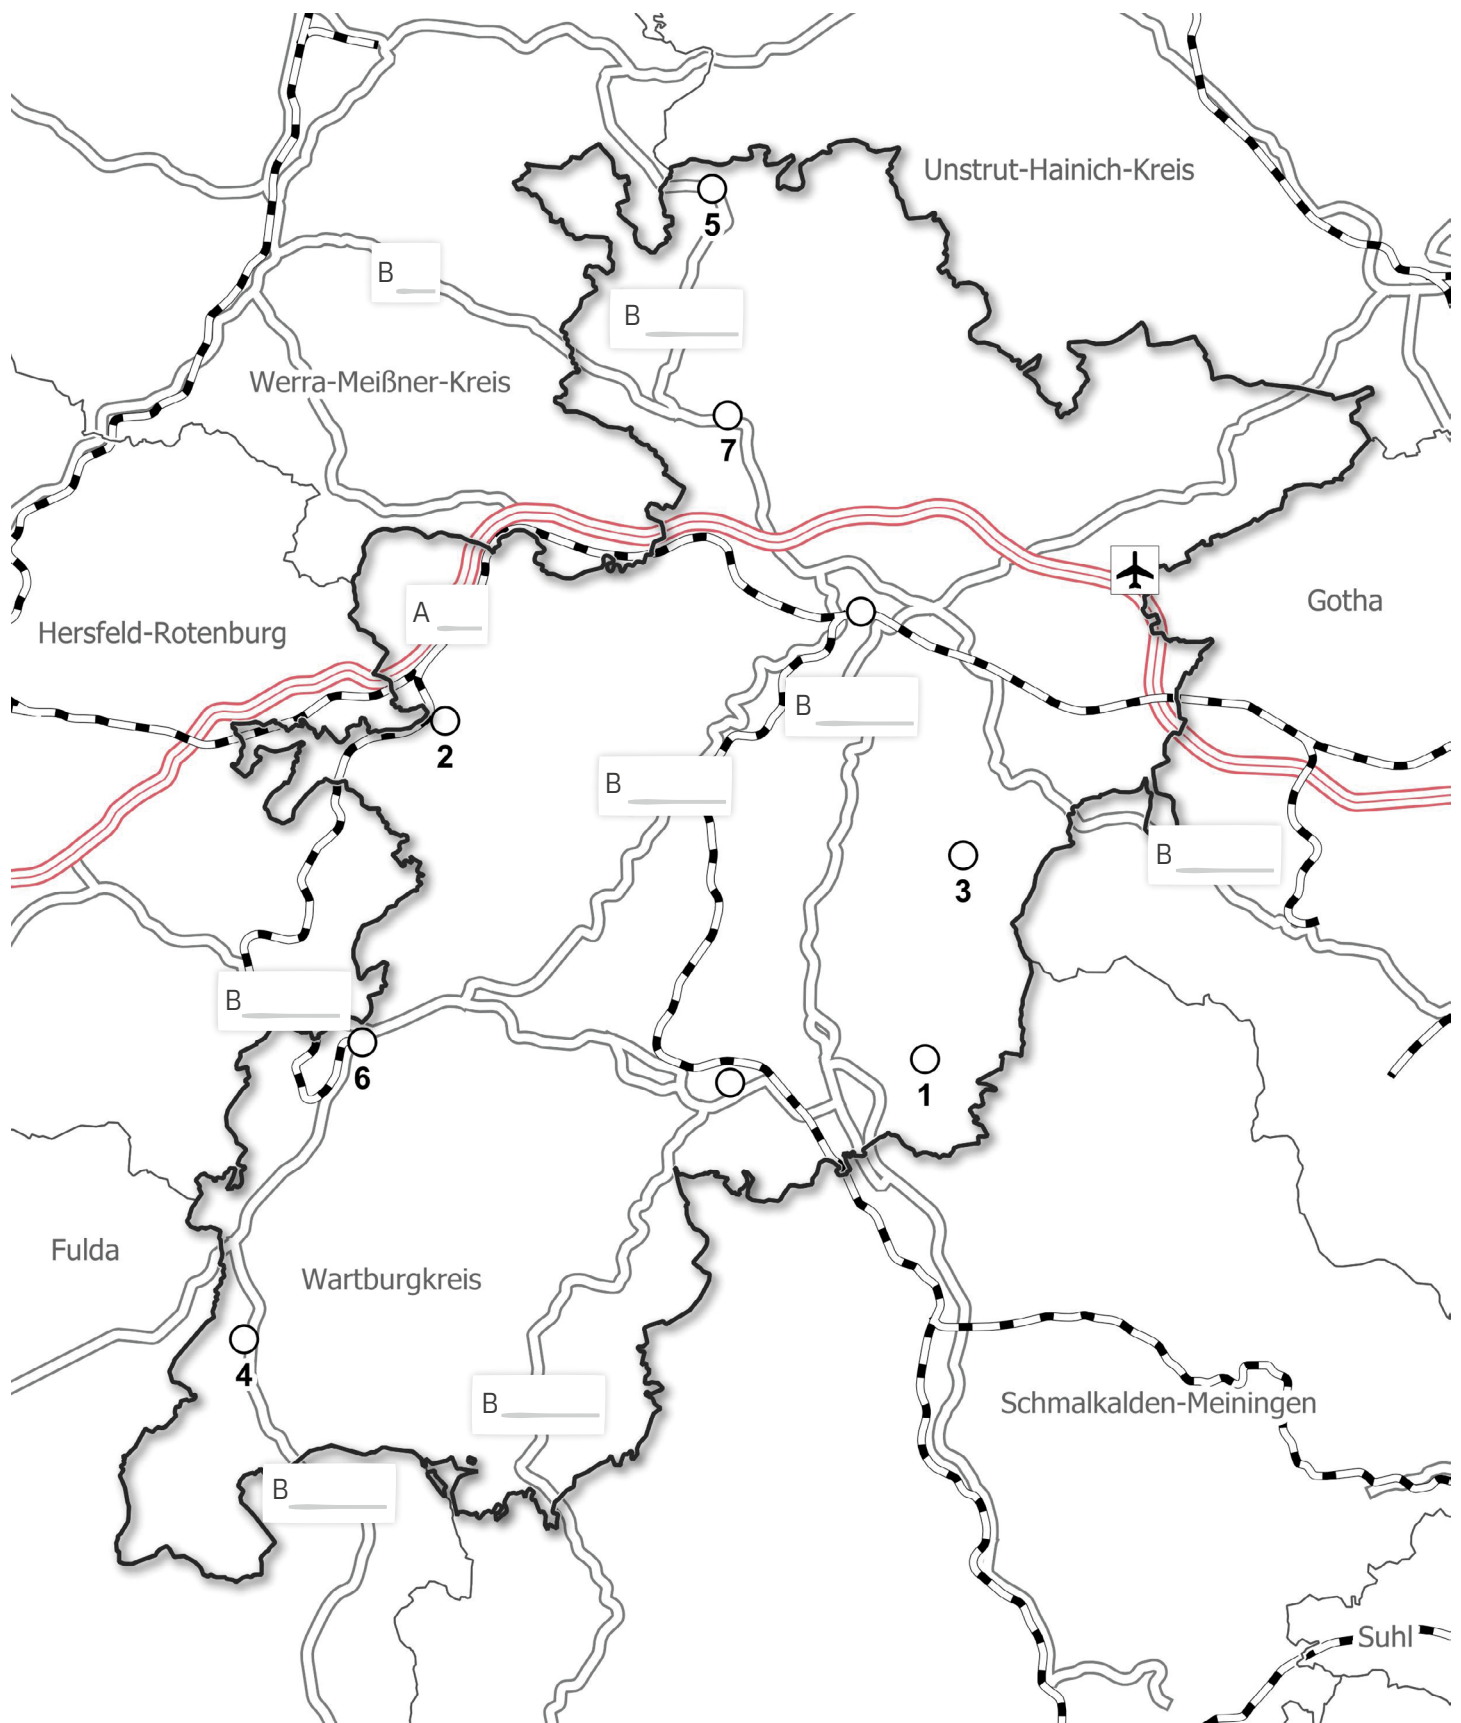 Unstrut-Hainich-Kreis
5
B
B
Werra-Meißner-Kreis
7
A
Gotha
Hersfeld-Rotenburg
B
2
B
B
3
B
6
1
Fulda
Wartburgkreis
4
B
Schmalkalden-Meiningen
B
Suhl